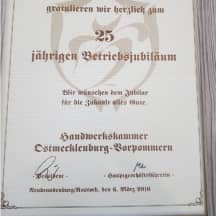 gratulieren wir herzlich zum
25
jährigen Betriebsjubiläum
Wir wünschen dem Jubilar
für die Zukunft alles Gute.
Handwerkskammer
Ostmecklenburg-Vorpommern
- Präsident - - Hauptgeschäftsführerin -
Neubrandenburg/Rostock, den 6. März 2016